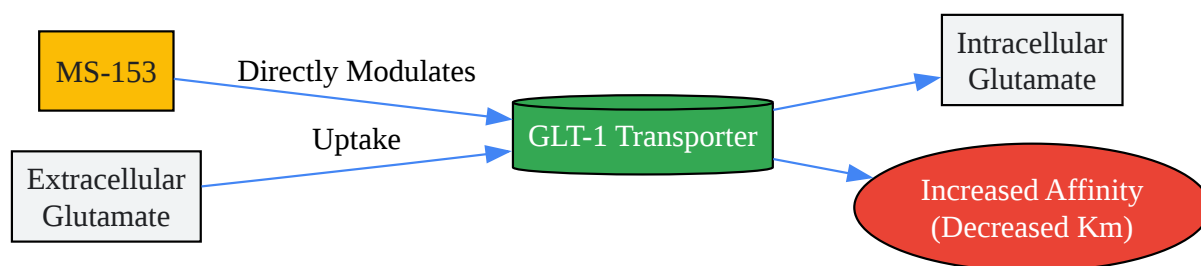 MS-153
Directly Modulates
Uptake
Extracellular
Glutamate
GLT-1 Transporter
Intracellular
Glutamate
Increased Affinity
(Decreased Km)